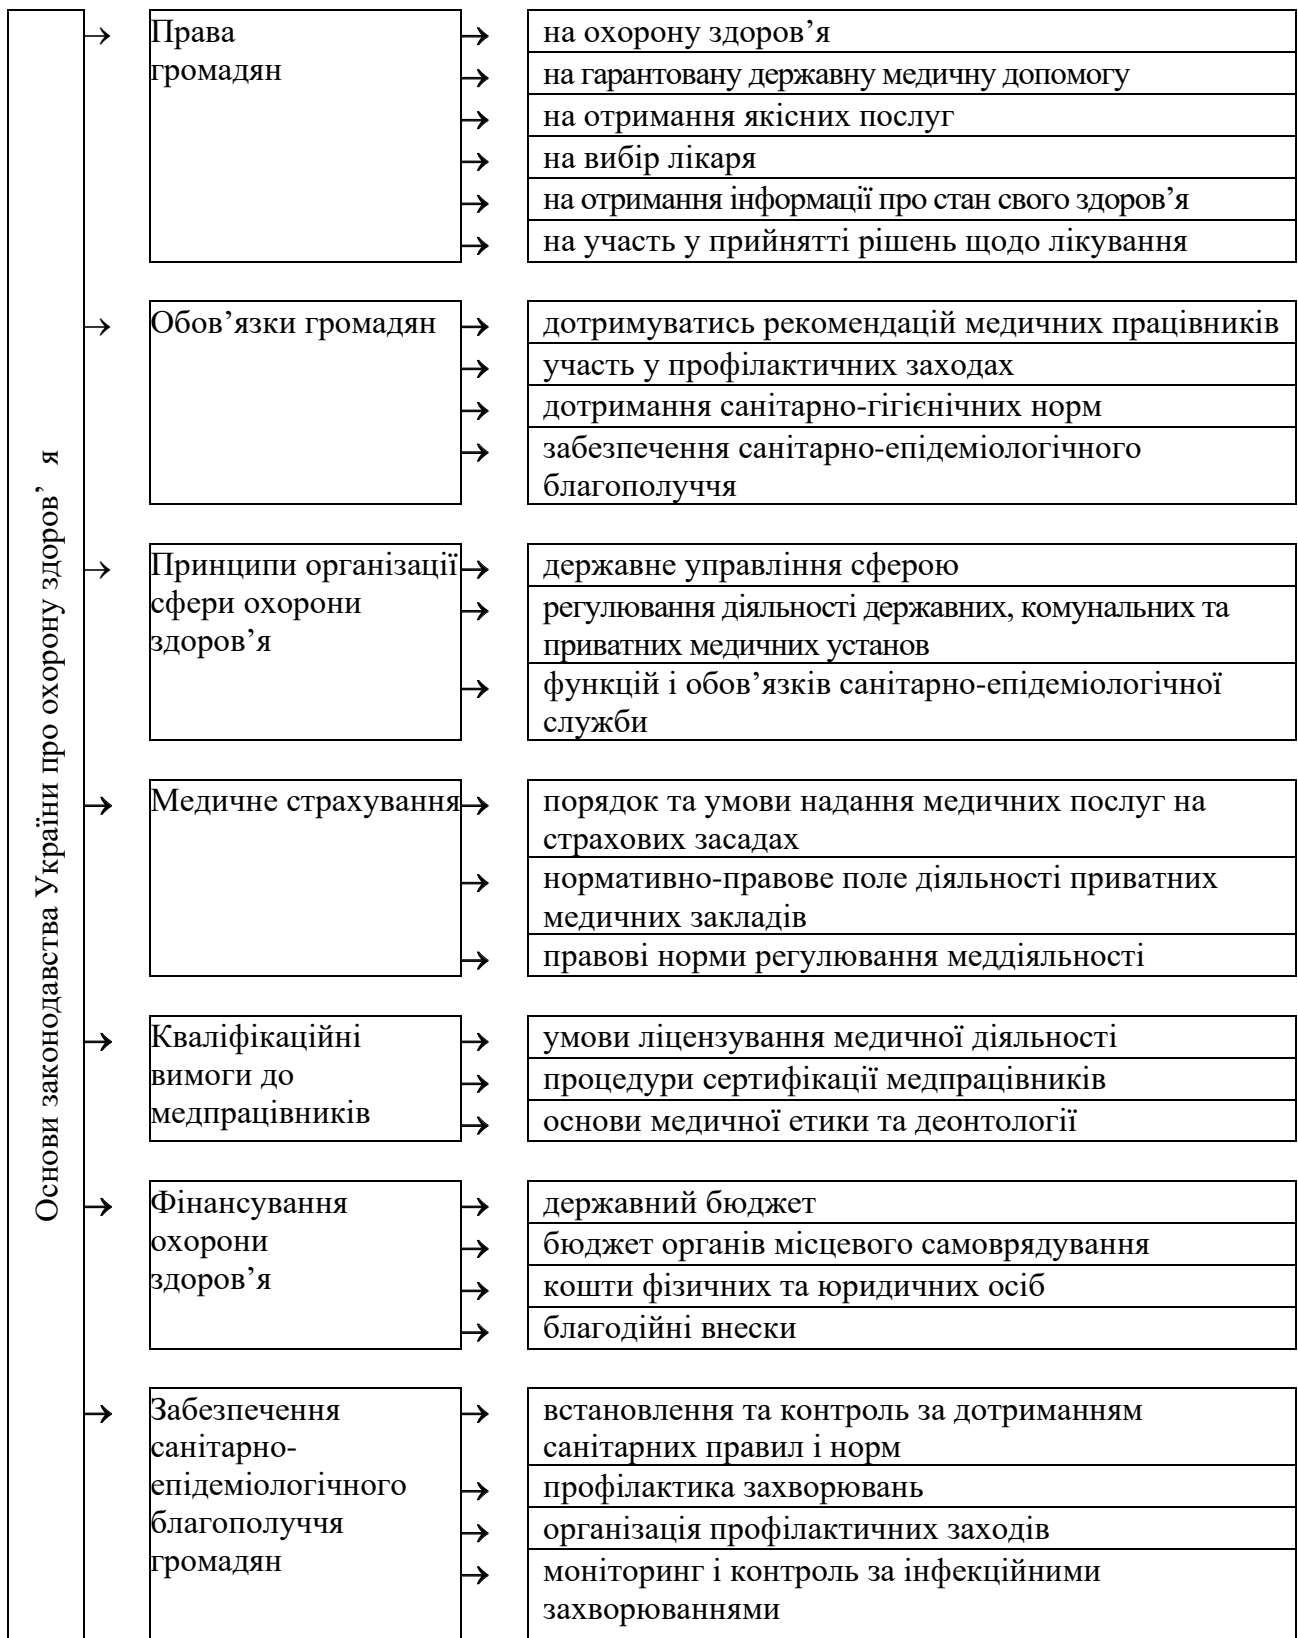 Основи законодавства України про охорону здоров’ я
Права
громадян
на охорону здоров’я
на гарантовану державну медичну допомогу
на отримання якісних послуг
на вибір лікаря
на отримання інформації про стан свого здоров’я
на участь у прийнятті рішень щодо лікування
Обов’язки громадян
дотримуватись рекомендацій медичних працівників
участь у профілактичних заходах
дотримання санітарно-гігієнічних норм
забезпечення санітарно-епідеміологічного
благополуччя
Принципи організації
сфери охорони
здоров’я
державне управління сферою
регулювання діяльності державних, комунальних та
приватних медичних установ
функцій і обов’язків санітарно-епідеміологічної
служби
Медичне страхування
порядок та умови надання медичних послуг на
страхових засадах
нормативно-правове поле діяльності приватних
медичних закладів
правові норми регулювання меддіяльності
Кваліфікаційні
вимоги до
медпрацівників
умови ліцензування медичної діяльності
процедури сертифікації медпрацівників
основи медичної етики та деонтології
Фінансування
охорони
здоров’я
державний бюджет
бюджет органів місцевого самоврядування
кошти фізичних та юридичних осіб
благодійні внески
Забезпечення
санітарно-
епідеміологічного
благополуччя
громадян
встановлення та контроль за дотриманням
санітарних правил і норм
профілактика захворювань
організація профілактичних заходів
моніторинг і контроль за інфекційними
захворюваннями